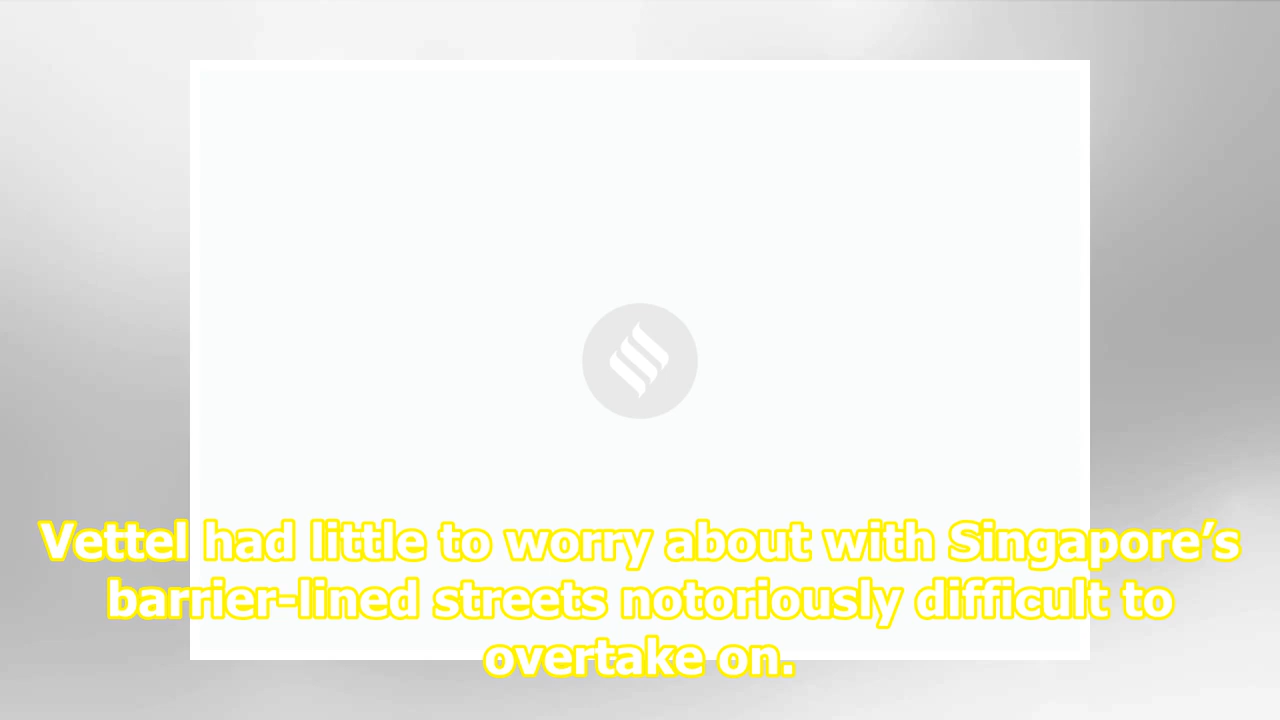 Vettel had little to worry about with Singapore’s
barrier-lined streets notoriously difficult to
overtake on.